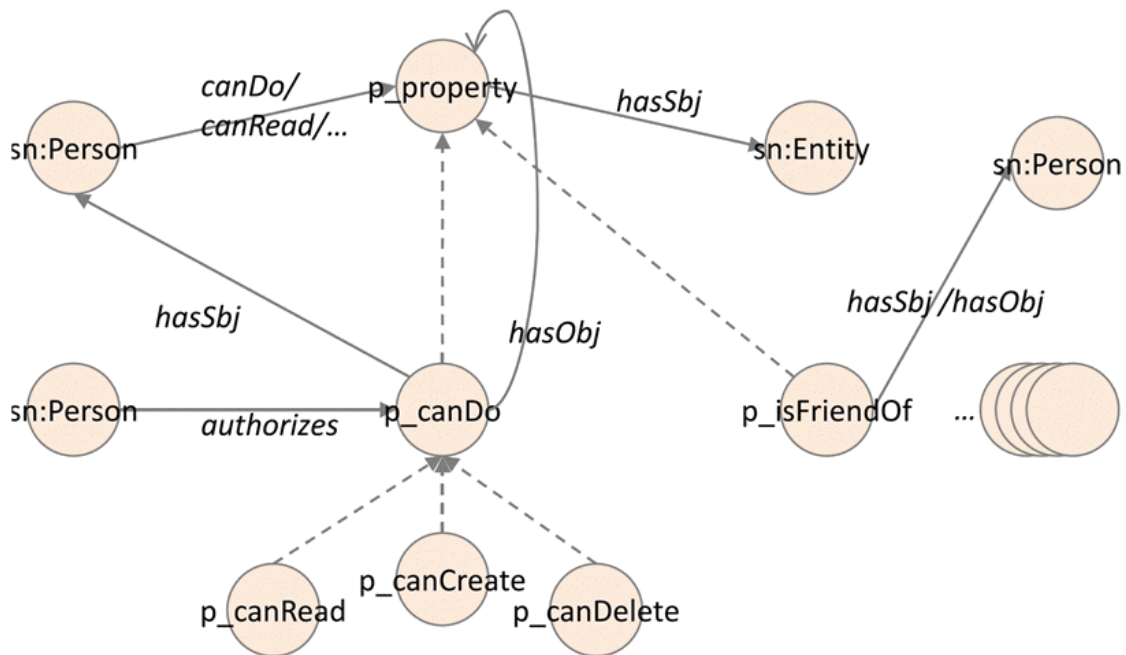 canDo/
p_property
hasSbj
canRead/...
sn:Person
sn:Entity
sn:Person
hasSbj
hasSbj /hasObj
hasObj
sn:Person
authorizes
p_canDo
p_isFriendOf
...
p_canRead
p_canCreate
p_canDelete